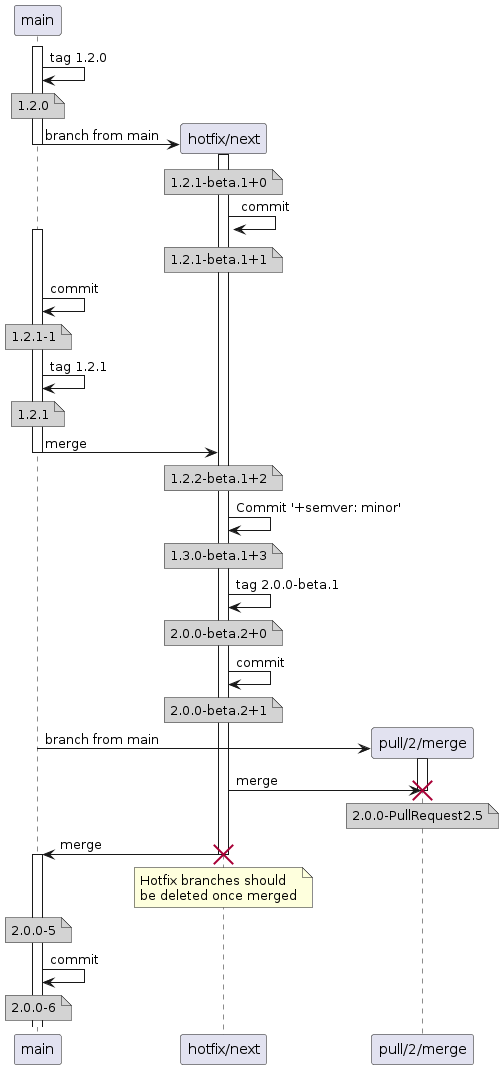 main
tag 1.2.0
1.2.0
branch from main
hotfix/next
1.2.1-beta.1+0
commit
1.2.1-beta.1+1
commit
1.2.1-1
tag 1.2.1
1.2.1
merge
1.2.2-beta.1+2
Commit '+semver: minor'
1.3.0-beta.1+3
tag 2.0.0-beta.1
2.0.0-beta.2+0
commit
2.0.0-beta.2+1
branch from main
pull/2/merge
merge
2.0.0-PullRequest2.5
merge
Hotfix branches should
be deleted once merged
2.0.0-5
commit
2.0.0-6
main
hotfix/next
pull/2/merge